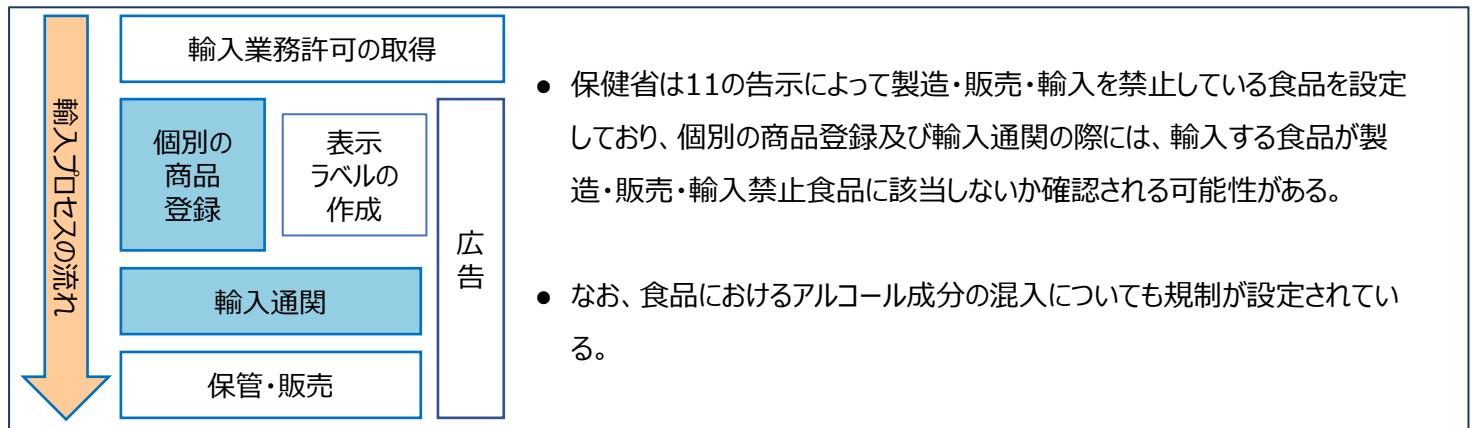 輸入プロセスの流れ
輸入業務許可の取得
個別の
商品
登録
表示
ラベルの
作成
広告
輸入通関
保管・販売
● 保健省は11の告示によって製造・販売・輸入を禁止している食品を設定
しており、個別の商品登録及び輸入通関の際には、輸入する食品が製
造・販売・輸入禁止食品に該当しないか確認される可能性がある。
● なお、食品におけるアルコール成分の混入についても規制が設定されてい
る。